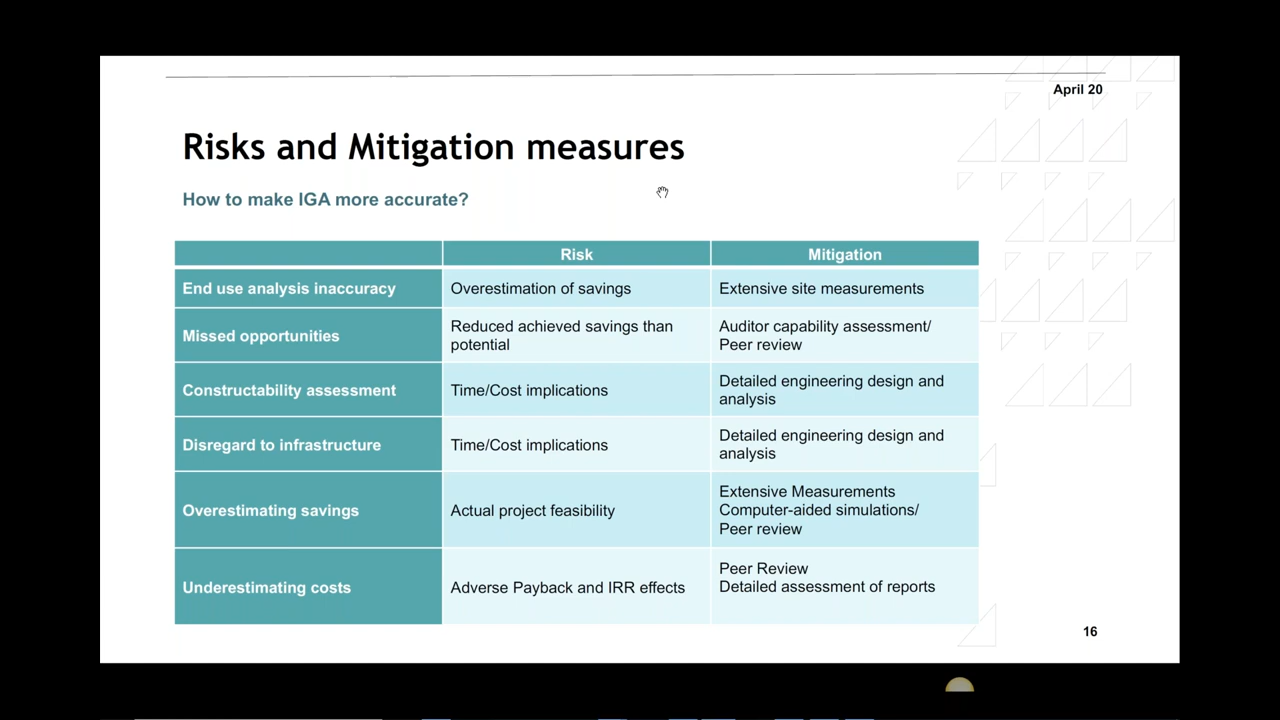 April 20
Risks and Mitigation measures
How to make IGA more accurate?
Risk
Mitigation
End use analysis inaccuracy
Overestimation of savings
Extensive site measurements
Missed opportunities
Reduced achieved savings than
potential
Auditor capability assessment/
Peer review
Constructability assessment
Time/Cost implications
Detailed engineering design and
analysis
Disregard to infrastructure
Time/Cost implications
Detailed engineering design and
analysis
Overestimating savings
Actual project feasibility
Extensive Measurements
Computer-aided simulations/
Peer review
Underestimating costs
Adverse Payback and IRR effects
Peer Review
Detailed assessment of reports
16